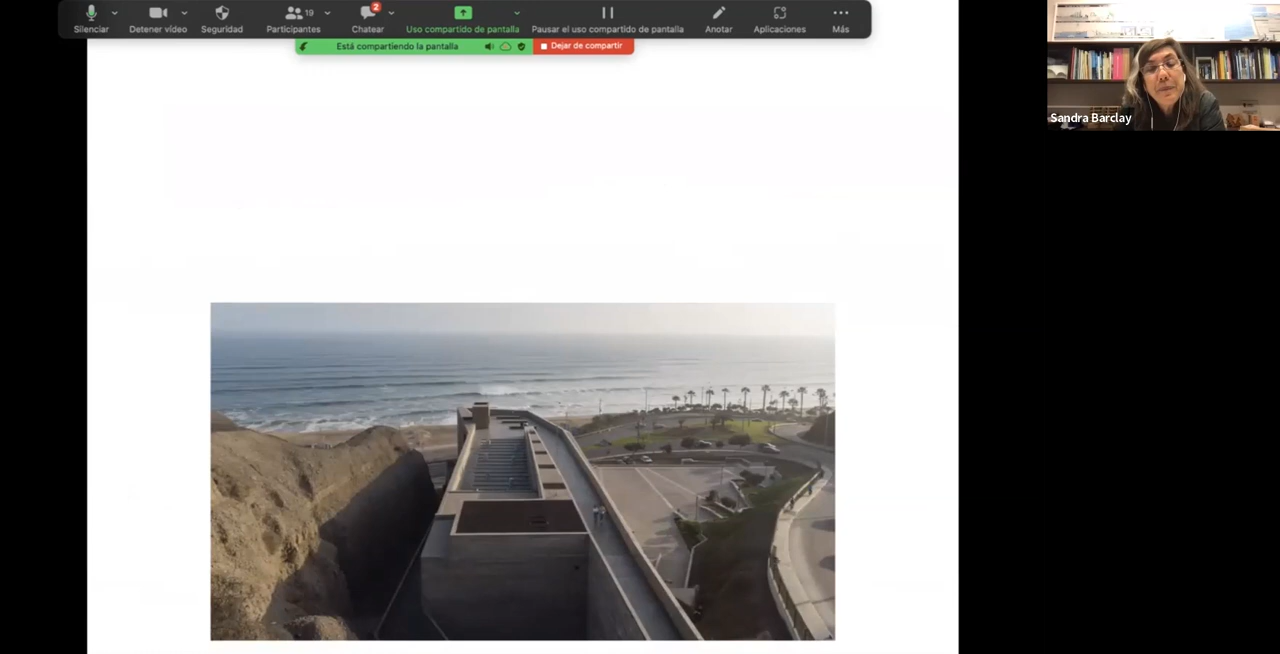 19
2
Silenciar
Detener vídeo
Seguridad
Participantes
Chatear
Uso compartido de pantalla
Pausar el uso compartido de pantalla
Anotar
Aplicaciones
Más
Está compartiendo la pantalla
Dejar de compartir
Sandra Barclay